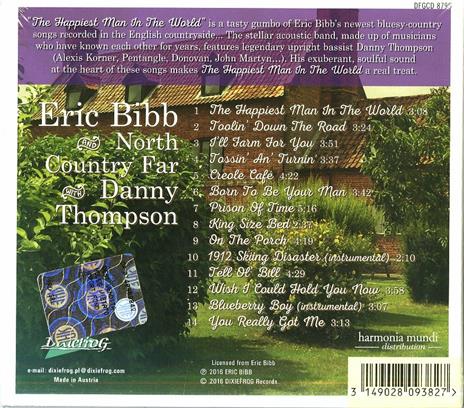 DFGCD 879
"The Happiest Man In The World" is a tasty gumbo of Eric Bibb's newest bluesy-country
songs recorded in the English countryside... The stellar acoustic band, made up of musicians
who have known each other for years, features legendary upright bassist Danny Thompson
(Alexis Korner, Pentangle, Donovan, John Martyn...). His exuberant, soulful sound
at the heart of these songs makes The Happiest Man In The World a real treat.
Eric Bibb
AND North
Country Far
WITH Danny
Thompson
1 The Happiest Man In The World 3:08
2 Toolin' Down The Road 3:24
3 I'll Farm For You 3:51
4 Tossin' An' Turnin' 3:37
5 Creole Café 4:22
6 Born To Be Your Man 3:42
7 Prison Of Time 5:16
8 King Size Bed 2:37
9 On The Porch 4:19
10 1912 Skiing Disaster (instrumental) 2:10
11 Tell Ol' Bill 4:29
12 Wish I Could Hold You Now 3:58
13 Blueberry Boy (instrumental) 3:07
14 You Really Got Me 3:13
DIXIEFROG
e-mail: dixiefrog.pl@dixiefrog.com
Made in Austria
Licensed from Eric Bibb
℗ 2016 ERIC BIBB
© 2016 DIXIEFROG Records
harmonia mundi
distribution
3 149028 093827 >